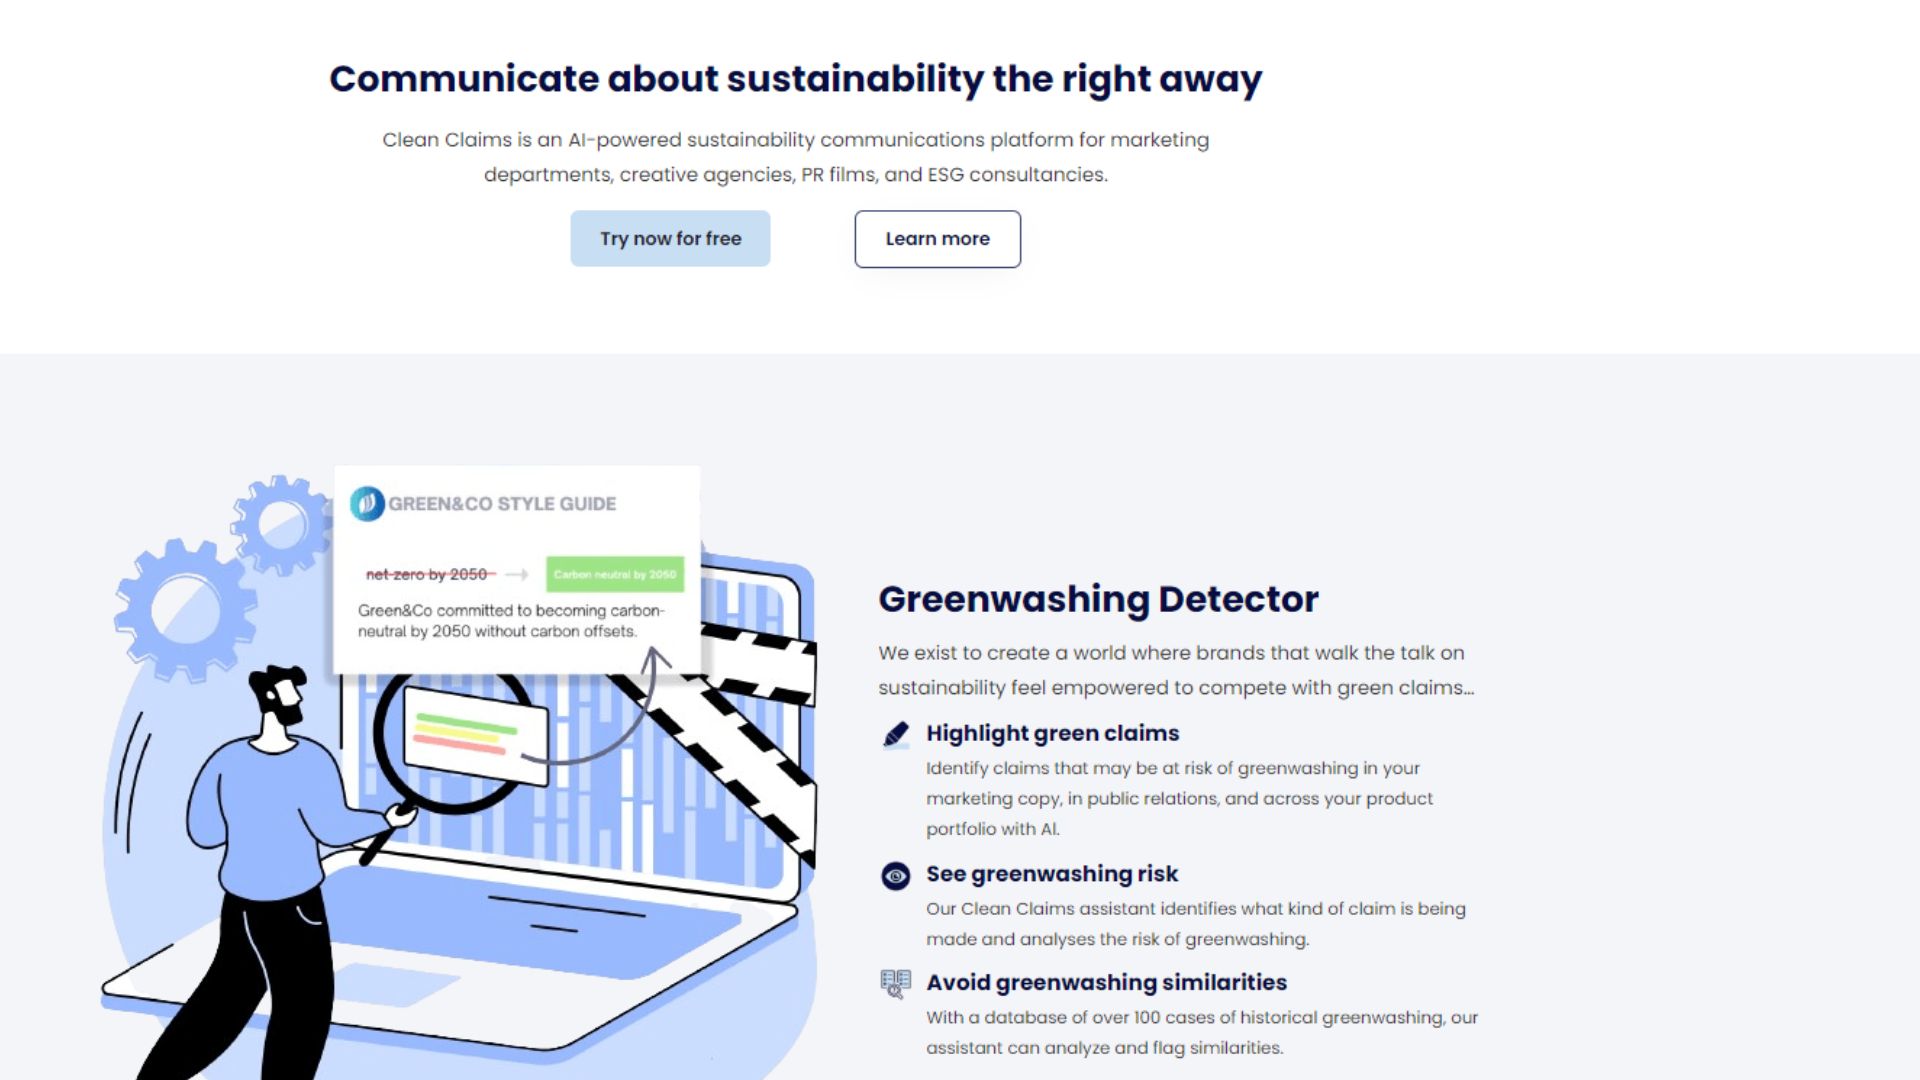 Communicate about sustainability the right away
Clean Claims is an AI-powered sustainability communications platform for marketing
departments, creative agencies, PR films, and ESG consultancies.
Try now for free
Learn more
GREEN&CO STYLE GUIDE
net-zero by 2050
Carbon neutral by 2050
Green&Co committed to becoming carbon-
neutral by 2050 without carbon offsets.
Greenwashing Detector
We exist to create a world where brands that walk the talk on
sustainability feel empowered to compete with green claims...
Highlight green claims
Identify claims that may be at risk of greenwashing in your
marketing copy, in public relations, and across your product
portfolio with AI.
See greenwashing risk
Our Clean Claims assistant identifies what kind of claim is being
made and analyses the risk of greenwashing.
Avoid greenwashing similarities
With a database of over 100 cases of historical greenwashing, our
assistant can analyze and flag similarities.